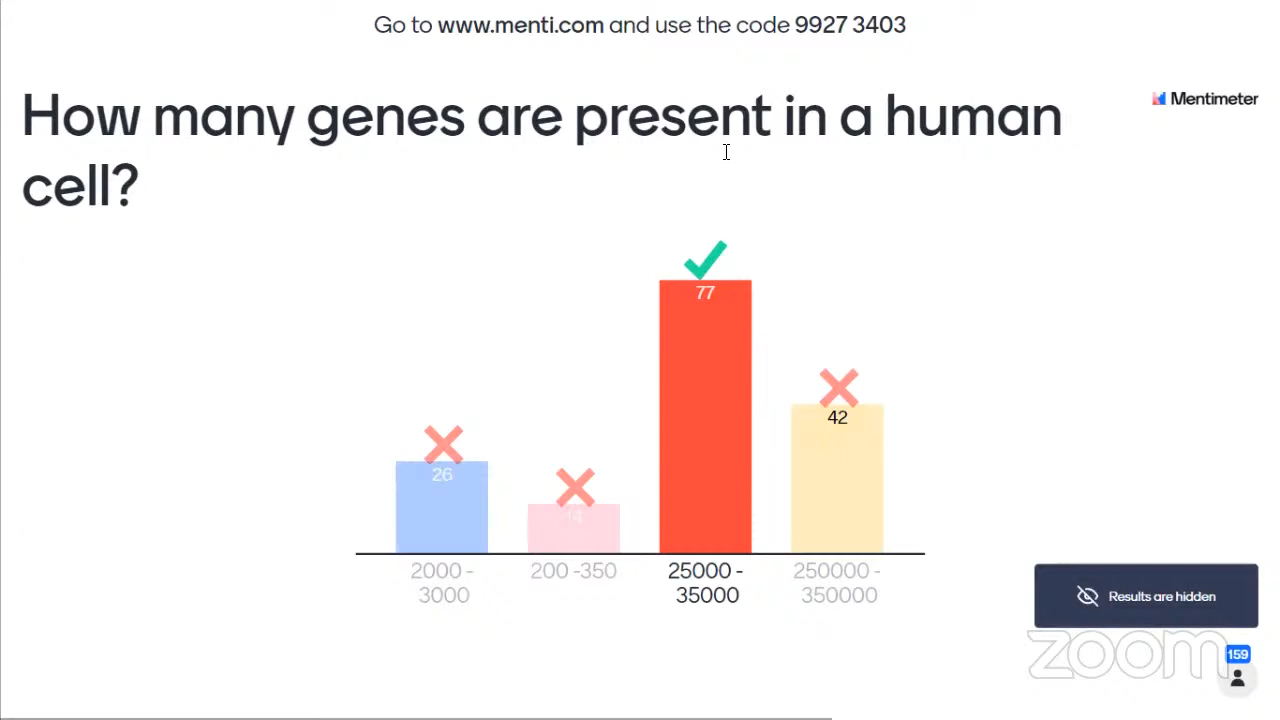 Go to www.menti.com and use the code 9927 3403
Mentimeter
How many genes are present in a human
cell?
77
42
26
14
2000 -
3000
200 -350
25000 -
35000
250000 -
350000
Results are hidden
zoom
159